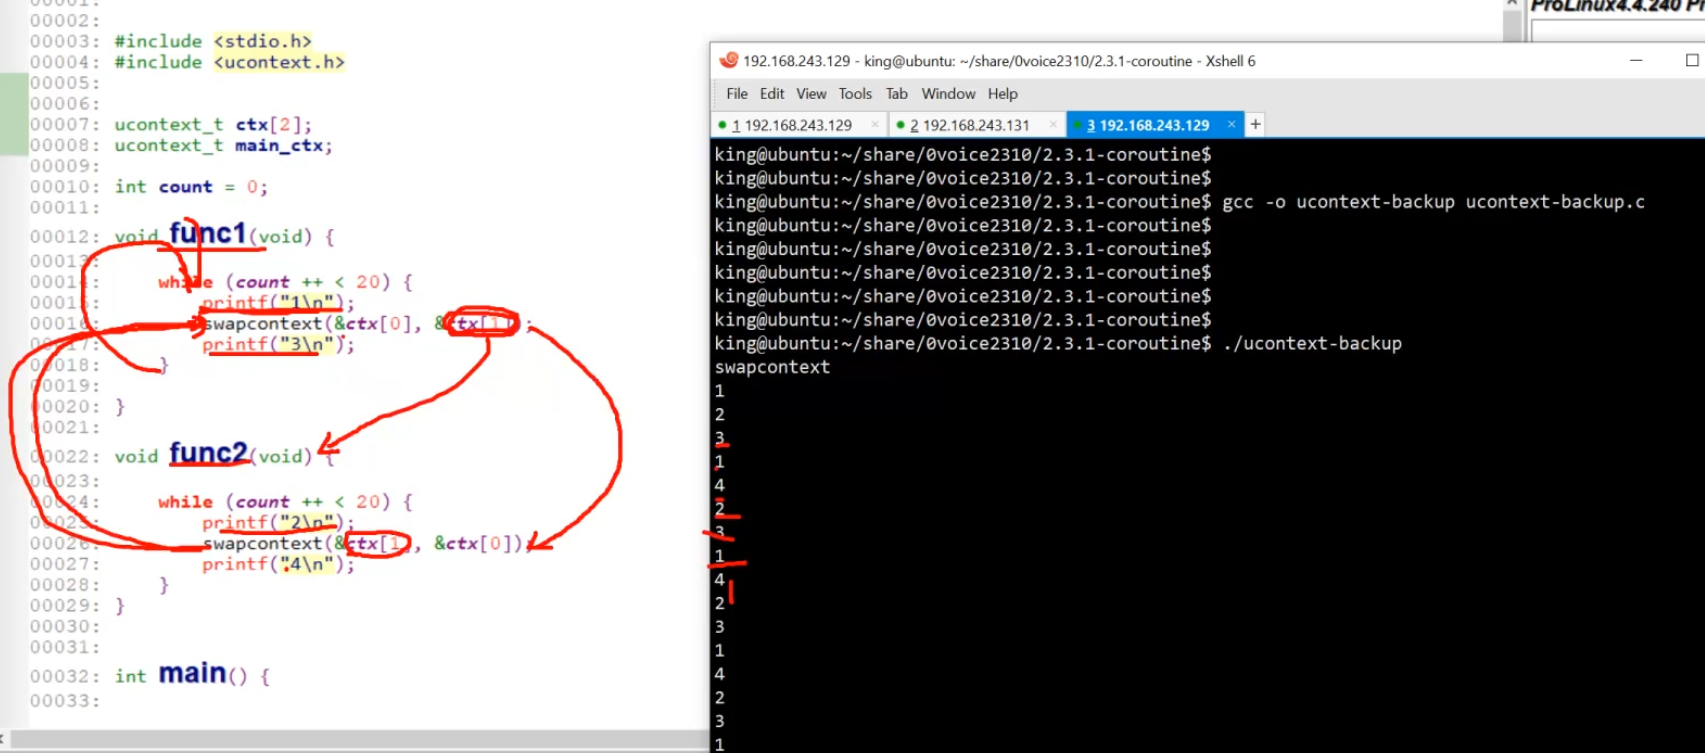 00002:
00003: #include <stdio.h>
00004: #include <ucontext.h>
00005:
00006:
00007: ucontext_t ctx[2];
00008: ucontext_t main_ctx;
00009:
00010: int count = 0;
00011:
00012: void func1(void) {
00013:
00014: while (count ++ < 20) {
00015: printf("1\n");
00016: swapcontext(&ctx[0], &ctx[1]);
00017: printf("3\n");
00018: }
00019:
00020: }
00021:
00022: void func2(void) {
00023:
00024: while (count ++ < 20) {
00025: printf("2\n");
00026: swapcontext(&ctx[1], &ctx[0]);
00027: printf("4\n");
00028: }
00029: }
00030:
00031:
00032: int main() {
00033:
ProLinux4.4.240
192.168.243.129 - king@ubuntu: ~/share/0voice2310/2.3.1-coroutine - Xshell 6
File Edit View Tools Tab Window Help
1 192.168.243.129 × 2 192.168.243.131 × 3 192.168.243.129 × +
king@ubuntu:~/share/0voice2310/2.3.1-coroutine$
king@ubuntu:~/share/0voice2310/2.3.1-coroutine$
king@ubuntu:~/share/0voice2310/2.3.1-coroutine$ gcc -o ucontext-backup ucontext-backup.c
king@ubuntu:~/share/0voice2310/2.3.1-coroutine$
king@ubuntu:~/share/0voice2310/2.3.1-coroutine$
king@ubuntu:~/share/0voice2310/2.3.1-coroutine$
king@ubuntu:~/share/0voice2310/2.3.1-coroutine$
king@ubuntu:~/share/0voice2310/2.3.1-coroutine$
king@ubuntu:~/share/0voice2310/2.3.1-coroutine$ ./ucontext-backup
swapcontext
1
2
3
1
4
2
3
1
4
2
3
1
4
2
3
1